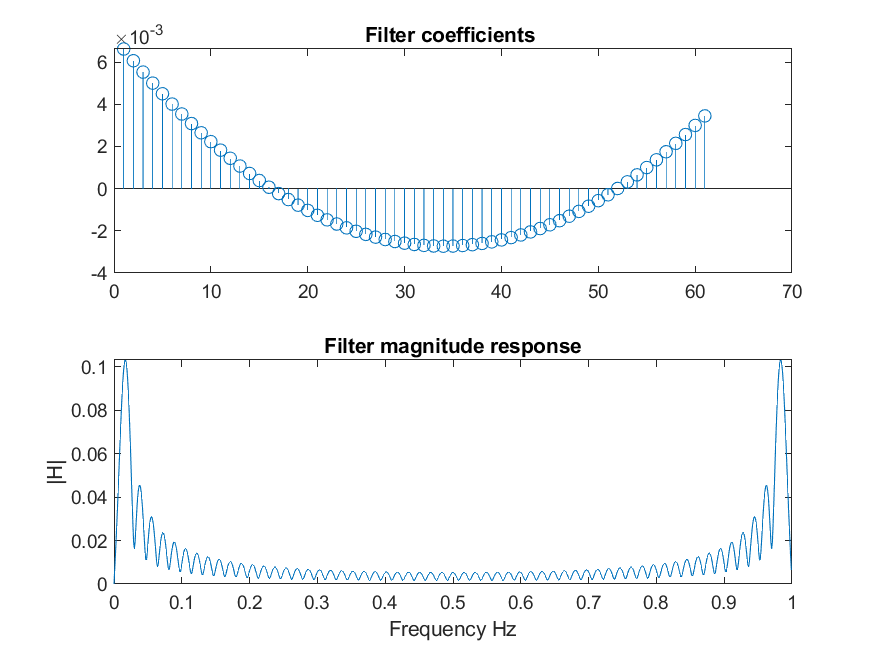 Filter coefficients
×10-3
6
4
2
0
-2
-4
0 10 20 30 40 50 60 70
Filter magnitude response
0.1
0.08
0.06
0.04
0.02
0
|H|
0 0.1 0.2 0.3 0.4 0.5 0.6 0.7 0.8 0.9 1
Frequency Hz